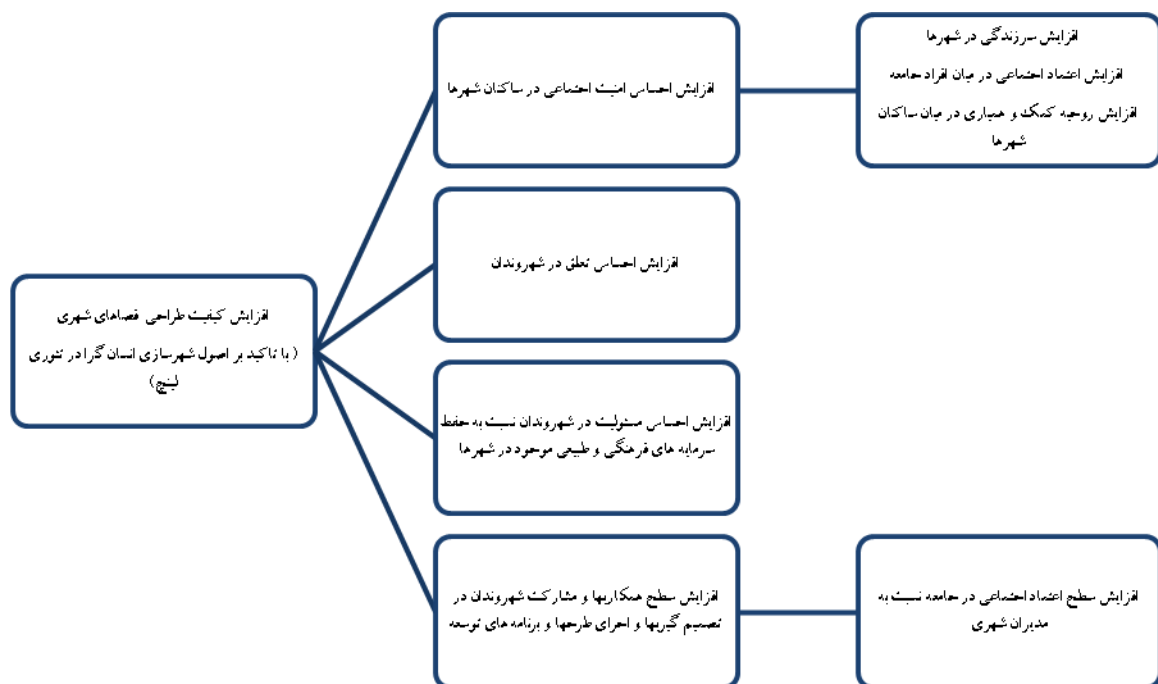 افزایش کیفیت طراحی فضاهای شهری
( با تاکید بر اصول شهرسازی انسان گرا در تئوری
لینچ)
افزایش احساس امنیت اجتماعی در ساکنان شهرها
افزایش سرزندگی در شهرها
افزایش اعتماد اجتماعی در میان افراد جامعه
افزایش روحیه کمک و همیاری در میان ساکنان
شهرها
افزایش احساس تعلق در شهروندان
افزایش احساس مسئولیت در شهروندان نسبت به حفظ
سرمایه های فرهنگی و طبیعی موجود در شهرها
افزایش سطح همکاریها و مشارکت شهروندان در
تصمیم گیریها و اجرای طرحها و برنامه های توسعه
افزایش سطح اعتماد اجتماعی در جامعه نسبت به
مدیران شهری